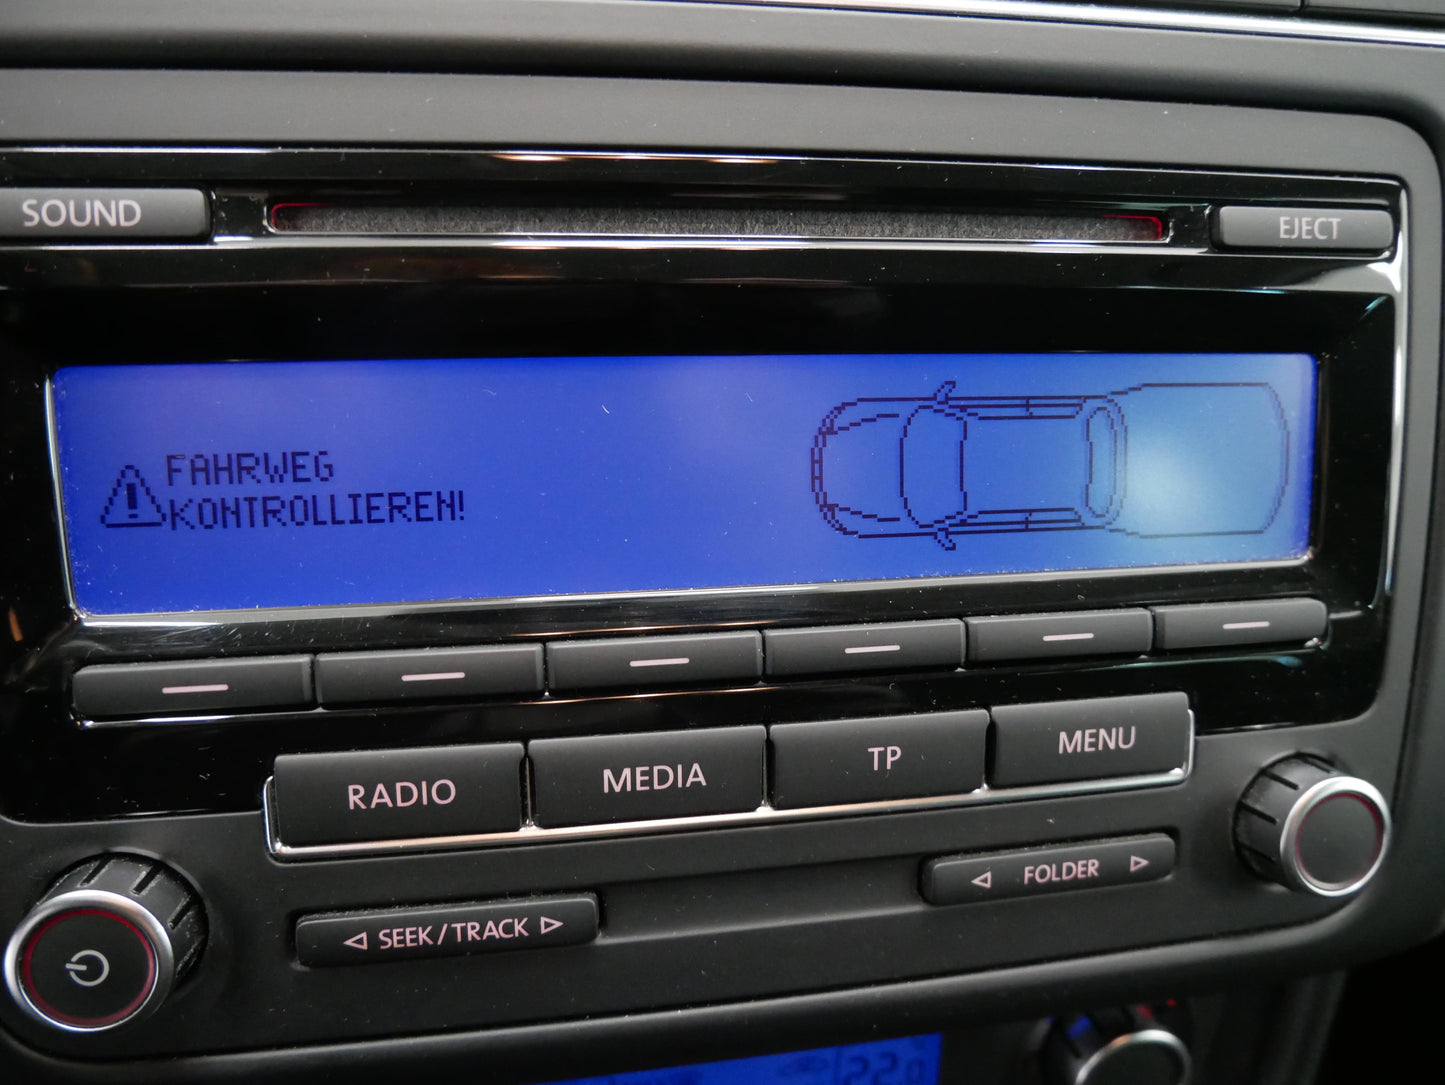 SOUND
EJECT
FAHRWEG
KONTROLLIEREN!
RADIO
MEDIA
TP
MENU
SEEK / TRACK
FOLDER